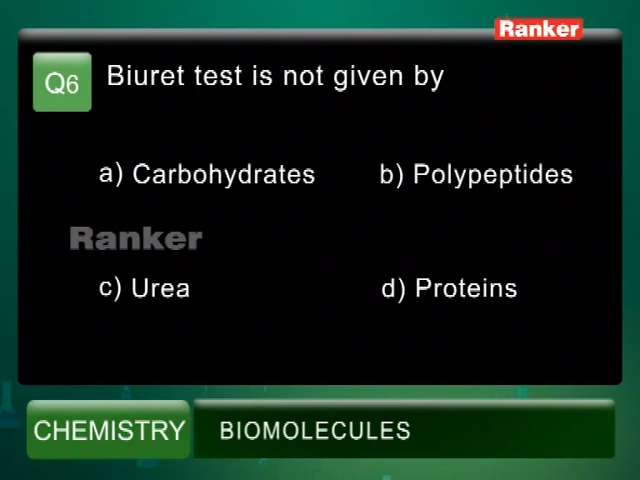 Ranker
Q6 Biuret test is not given by
a) Carbohydrates b) Polypeptides
Ranker
c) Urea d) Proteins
CHEMISTRY BIOMOLECULES